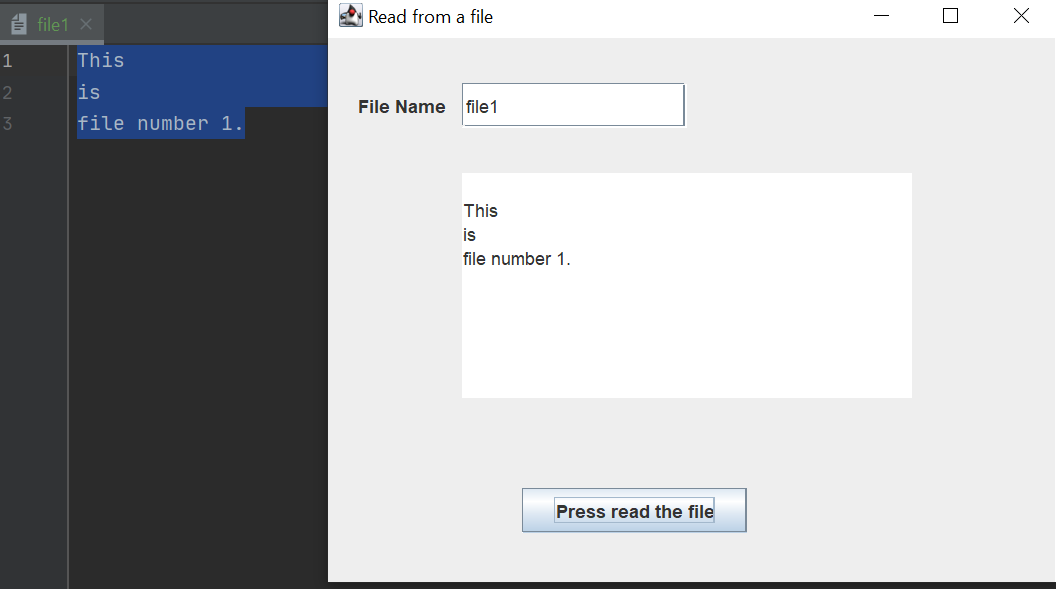 file1
1 This
2 is
3 file number 1.
Read from a file
File Name file1
This
is
file number 1.
Press read the file